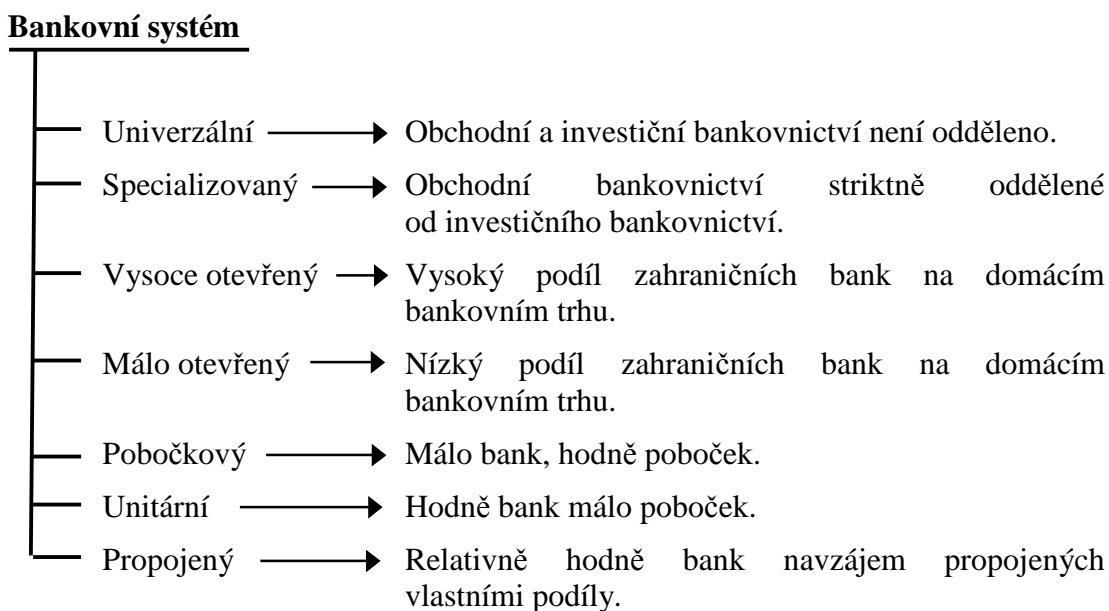 Bankovní systém
Univerzální Obchodní a investiční bankovnictví není odděleno.
Specializovaný Obchodní bankovnictví striktně oddělené
od investičního bankovnictví.
Vysoce otevřený Vysoký podíl zahraničních bank na domácím
bankovním trhu.
Málo otevřený Nízký podíl zahraničních bank na domácím
bankovním trhu.
Pobočkový Málo bank, hodně poboček.
Unitární Hodně bank málo poboček.
Propojený Relativně hodně bank navzájem propojených
vlastními podíly.